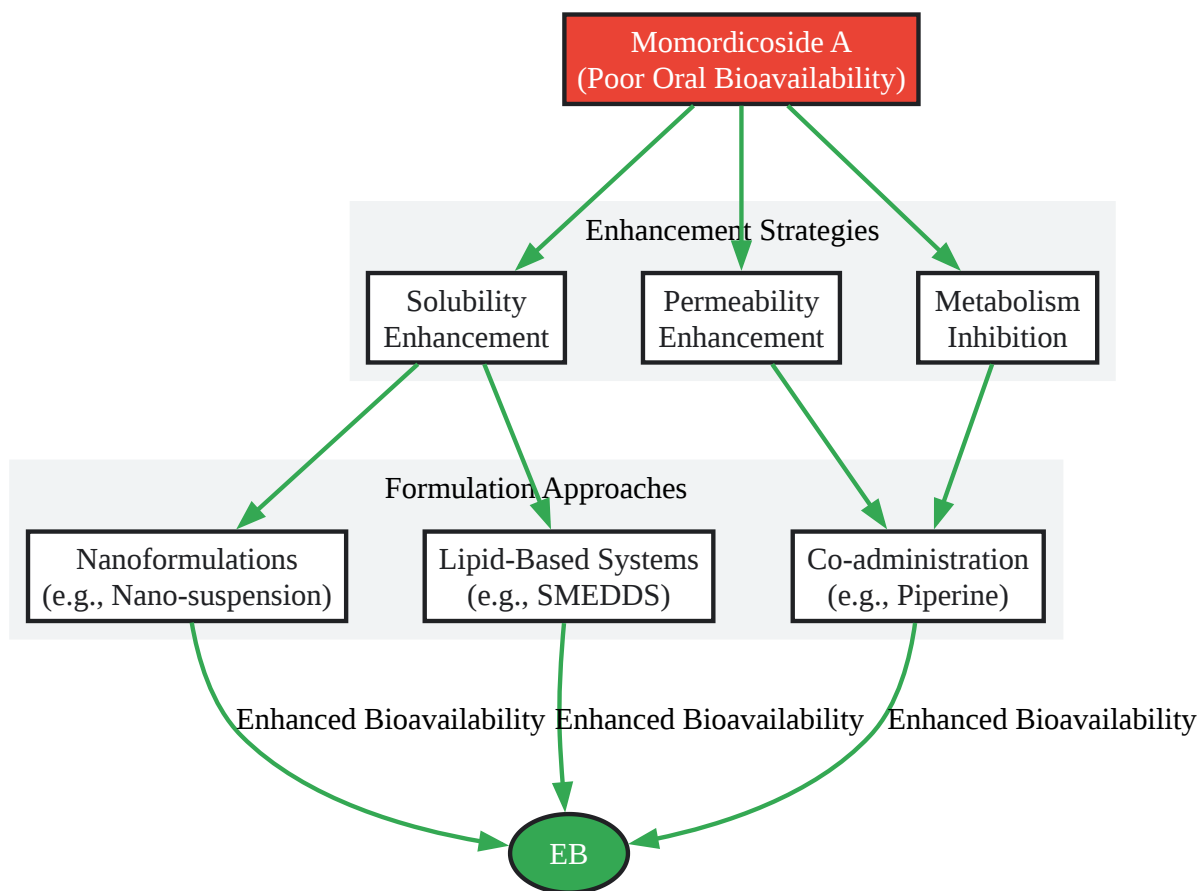 Momordicoside A
(Poor Oral Bioavailability)
Enhancement Strategies
Solubility
Enhancement
Permeability
Enhancement
Metabolism
Inhibition
Formulation Approaches
Nanoformulations
(e.g., Nano-suspension)
Lipid-Based Systems
(e.g., SMEDDS)
Co-administration
(e.g., Piperine)
Enhanced Bioavailability
Enhanced Bioavailability
Enhanced Bioavailability
EB